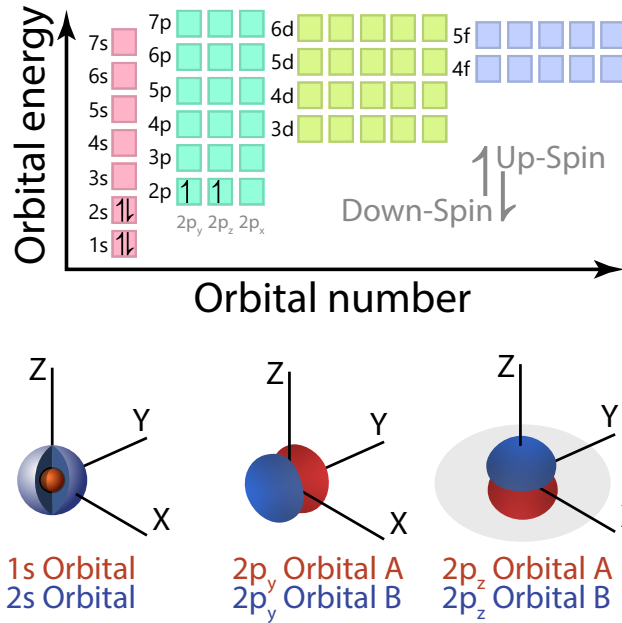 Orbital energy
7s
6s
5s
4s
3s
2s
1s
7p
6p
5p
4p
3p
2p
2py 2pz 2px
6d
5d
4d
3d
5f
4f
Up-Spin
Down-Spin
Orbital number
Z
Y
X
1s Orbital
2s Orbital
Z
Y
X
2py Orbital A
2py Orbital B
Z
Y
2pz Orbital A
2pz Orbital B